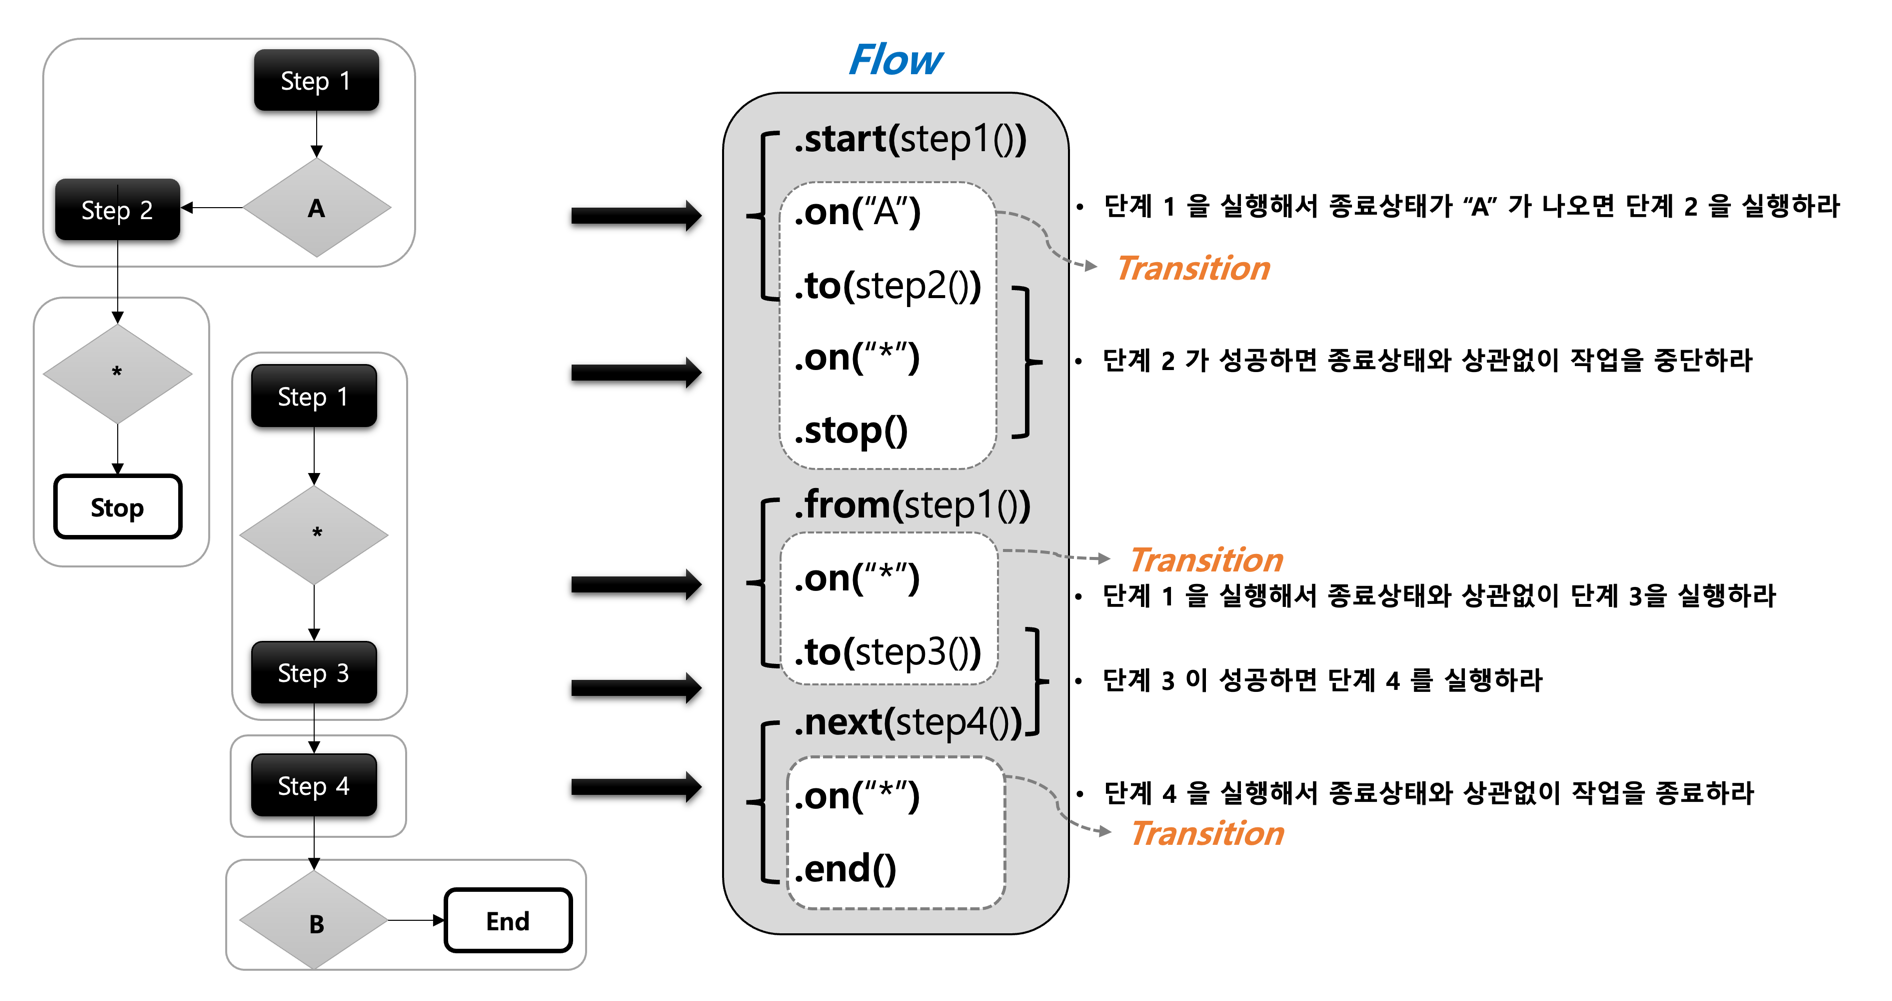 Step 1
A
Step 2
*
Stop
Step 1
*
Step 3
Step 4
B
End
Flow
.start(step1())
.on(“A”)
.to(step2())
.on(“*”)
.stop()
.from(step1())
.on(“*”)
.to(step3())
.next(step4())
.on(“*”)
.end()
• 단계 1 을 실행해서 종료상태가 “A” 가 나오면 단계 2 을 실행하라
Transition
• 단계 2 가 성공하면 종료상태와 상관없이 작업을 중단하라
Transition
• 단계 1 을 실행해서 종료상태와 상관없이 단계 3을 실행하라
• 단계 3 이 성공하면 단계 4 를 실행하라
• 단계 4 을 실행해서 종료상태와 상관없이 작업을 종료하라
Transition